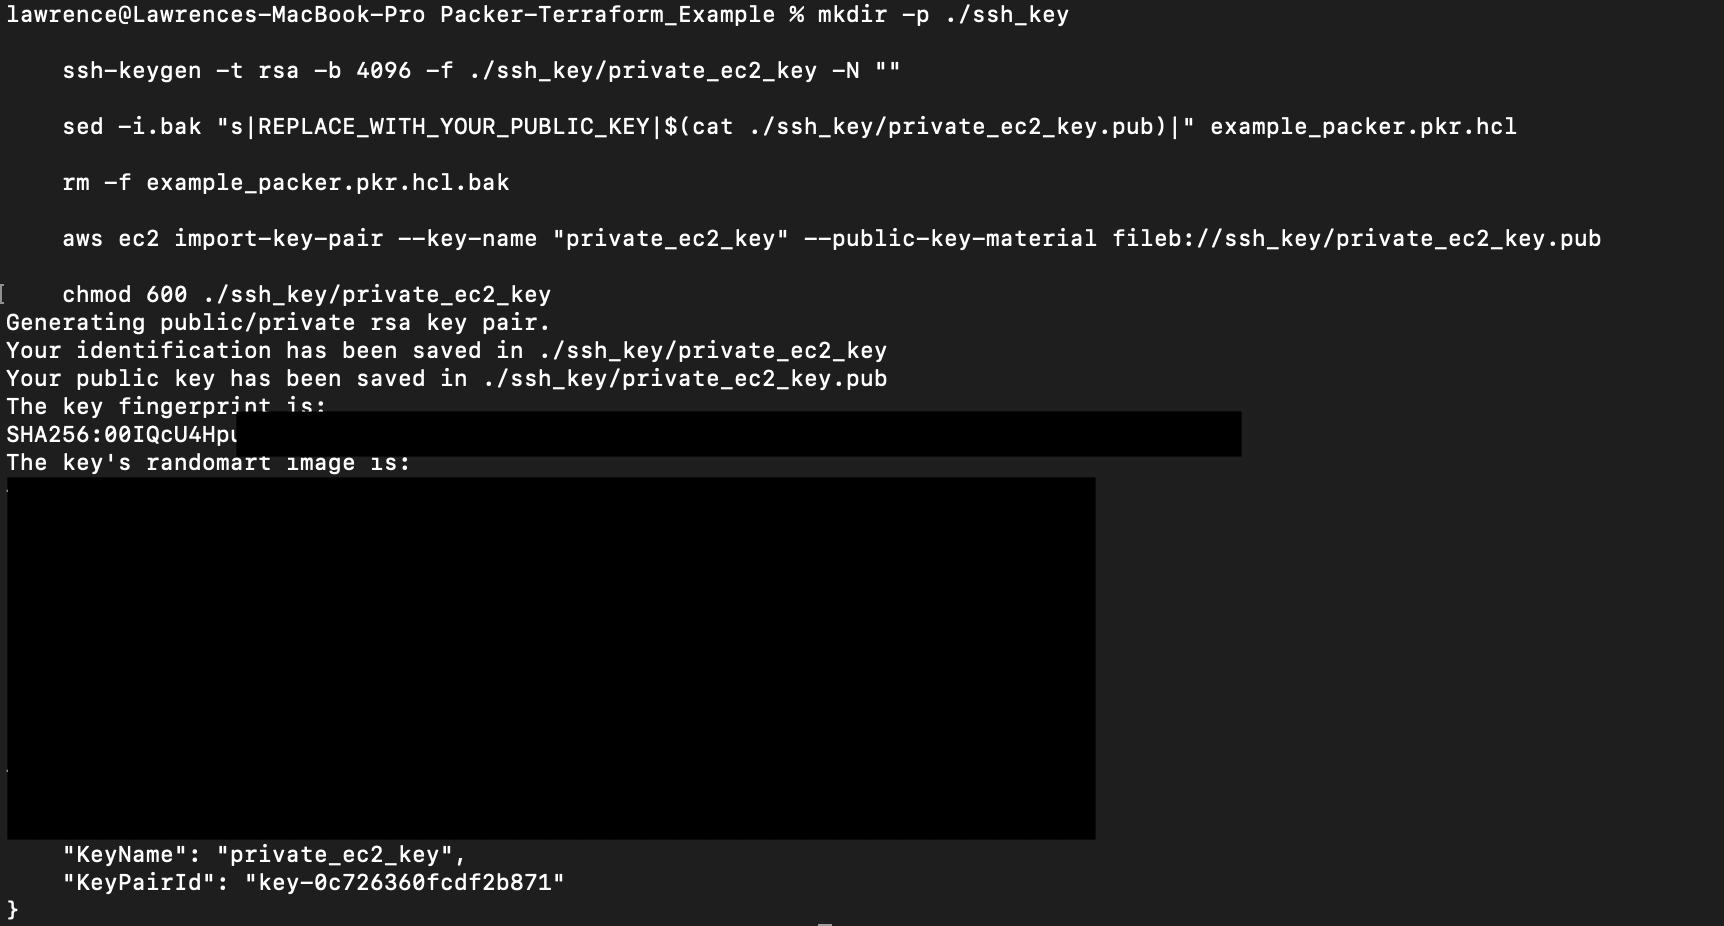 lawrence@Lawrences-MacBook-Pro Packer-Terraform_Example % mkdir -p ./ssh_key
ssh-keygen -t rsa -b 4096 -f ./ssh_key/private_ec2_key -N ""
sed -i.bak "s|REPLACE_WITH_YOUR_PUBLIC_KEY|$(cat ./ssh_key/private_ec2_key.pub)|" example_packer.pkr.hcl
rm -f example_packer.pkr.hcl.bak
aws ec2 import-key-pair --key-name "private_ec2_key" --public-key-material fileb://ssh_key/private_ec2_key.pub
chmod 600 ./ssh_key/private_ec2_key
Generating public/private rsa key pair.
Your identification has been saved in ./ssh_key/private_ec2_key
Your public key has been saved in ./ssh_key/private_ec2_key.pub
The key fingerprint is:
SHA256:00IQcU4Hpu
The key's randomart image is:
"KeyName": "private_ec2_key",
"KeyPairId": "key-0c726360fcdf2b871"
}